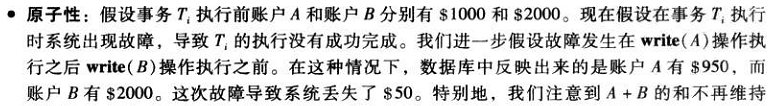 ● 原子性：假设事务 Tᵢ 执行前账户 A 和账户 B 分别有 $1000 和 $2000。现在假设在事务 Tᵢ 执行
时系统出现故障，导致 Tᵢ 的执行没有成功完成。我们进一步假设故障发生在 write(A)操作执
行之后 write(B)操作执行之前。在这种情况下，数据库中反映出来的是账户 A 有 $950，而
账户 B 有 $2000。这次故障导致系统丢失了 $50。特别地，我们注意到 A + B 的和不再维持